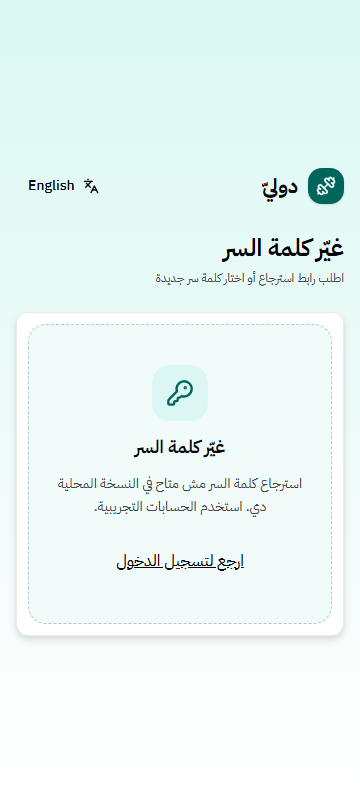 دوليّ
English
غيّر كلمة السر
اطلب رابط استرجاع أو اختار كلمة سر جديدة
غيّر كلمة السر
استرجاع كلمة السر مش متاح في النسخة المحلية
دي. استخدم الحسابات التجريبية.
ارجع لتسجيل الدخول